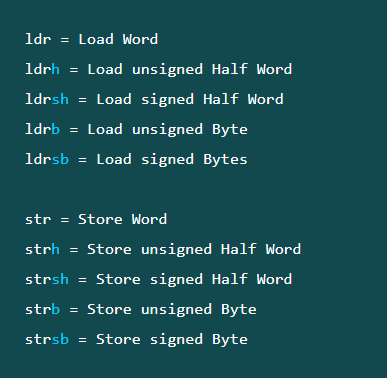 ldr = Load Word
ldrh = Load unsigned Half Word
ldrsh = Load signed Half Word
ldrb = Load unsigned Byte
ldrsb = Load signed Bytes
str = Store Word
strh = Store unsigned Half Word
strsh = Store signed Half Word
strb = Store unsigned Byte
strsb = Store signed Byte